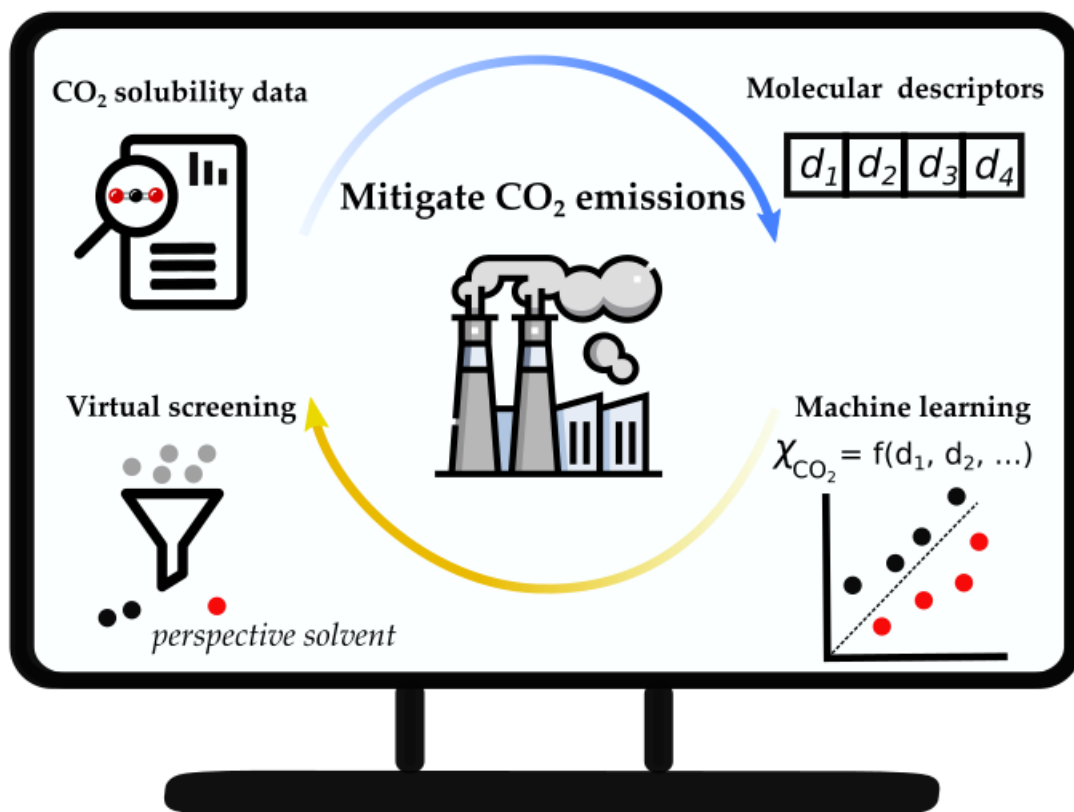 CO₂ solubility data
Molecular descriptors
d₁ d₂ d₃ d₄
Mitigate CO₂ emissions
Virtual screening
Machine learning
χ_CO₂ = f(d₁, d₂, ...)
perspective solvent